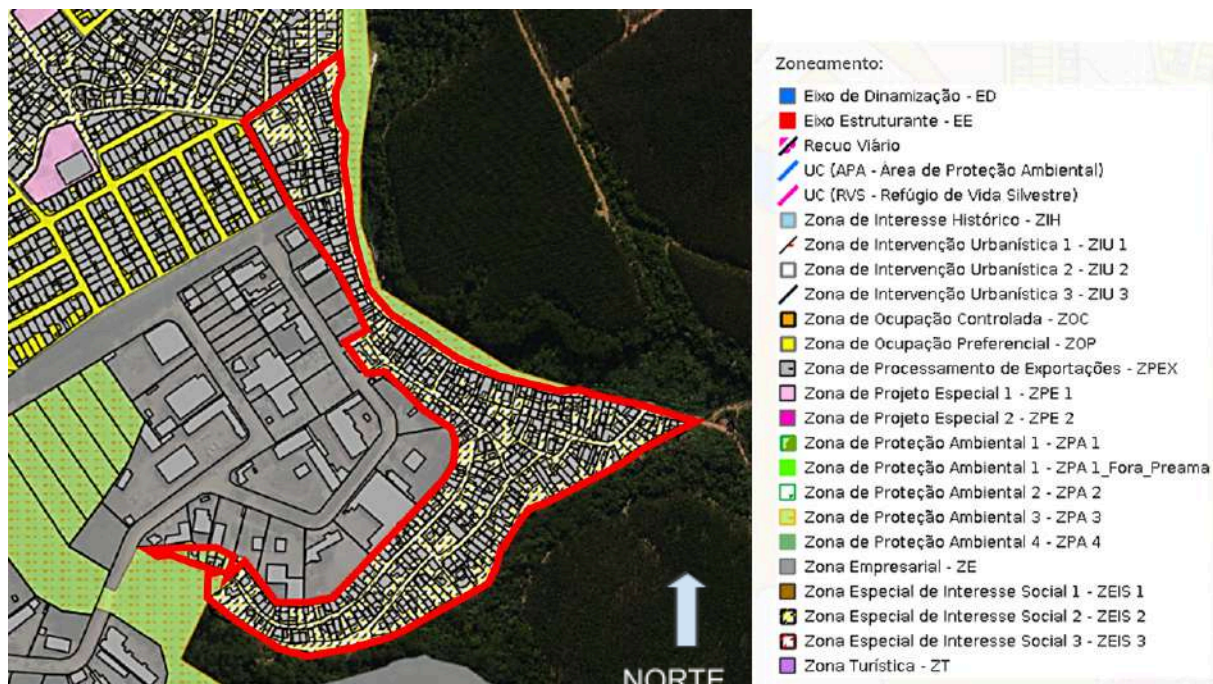 Zoneamento:
Eixo de Dinamização - ED
Eixo Estruturante - EE
Recuo Viário
UC (APA - Área de Proteção Ambiental)
UC (RVS - Refúgio de Vida Silvestre)
Zona de Interesse Histórico - ZIH
Zona de Intervenção Urbanística 1 - ZIU 1
Zona de Intervenção Urbanística 2 - ZIU 2
Zona de Intervenção Urbanística 3 - ZIU 3
Zona de Ocupação Controlada - ZOC
Zona de Ocupação Preferencial - ZOP
Zona de Processamento de Exportações - ZPEX
Zona de Projeto Especial 1 - ZPE 1
Zona de Projeto Especial 2 - ZPE 2
Zona de Proteção Ambiental 1 - ZPA 1
Zona de Proteção Ambiental 1 - ZPA 1_Fora_Preama
Zona de Proteção Ambiental 2 - ZPA 2
Zona de Proteção Ambiental 3 - ZPA 3
Zona de Proteção Ambiental 4 - ZPA 4
Zona Empresarial - ZE
Zona Especial de Interesse Social 1 - ZEIS 1
Zona Especial de Interesse Social 2 - ZEIS 2
Zona Especial de Interesse Social 3 - ZEIS 3
Zona Turística - ZT
NORTE